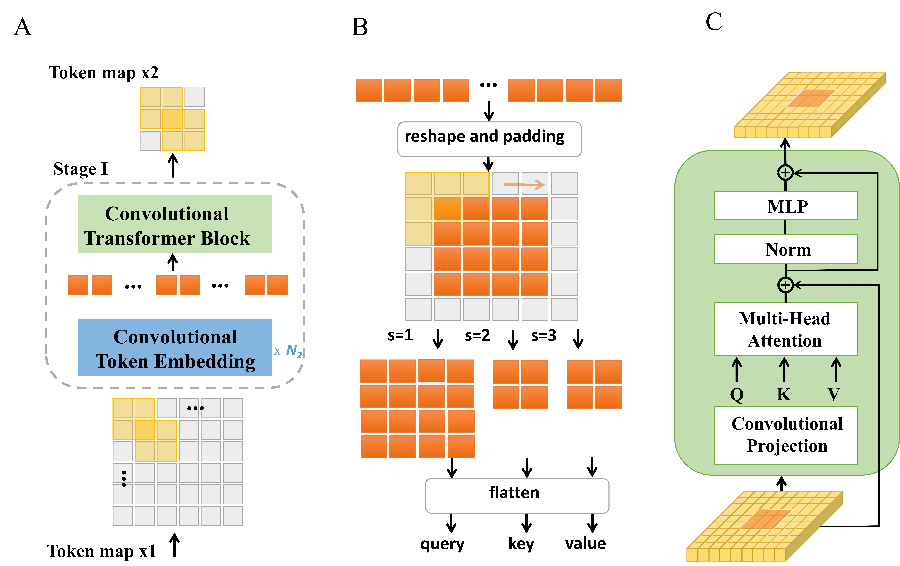 A
Token map x2
Stage I
Convolutional
Transformer Block
...
...
Convolutional
Token Embedding
x N₂
...
...
Token map x1
B
...
reshape and padding
s=1
s=2
s=3
flatten
query
key
value
C
MLP
Norm
Multi-Head
Attention
Q
K
V
Convolutional
Projection